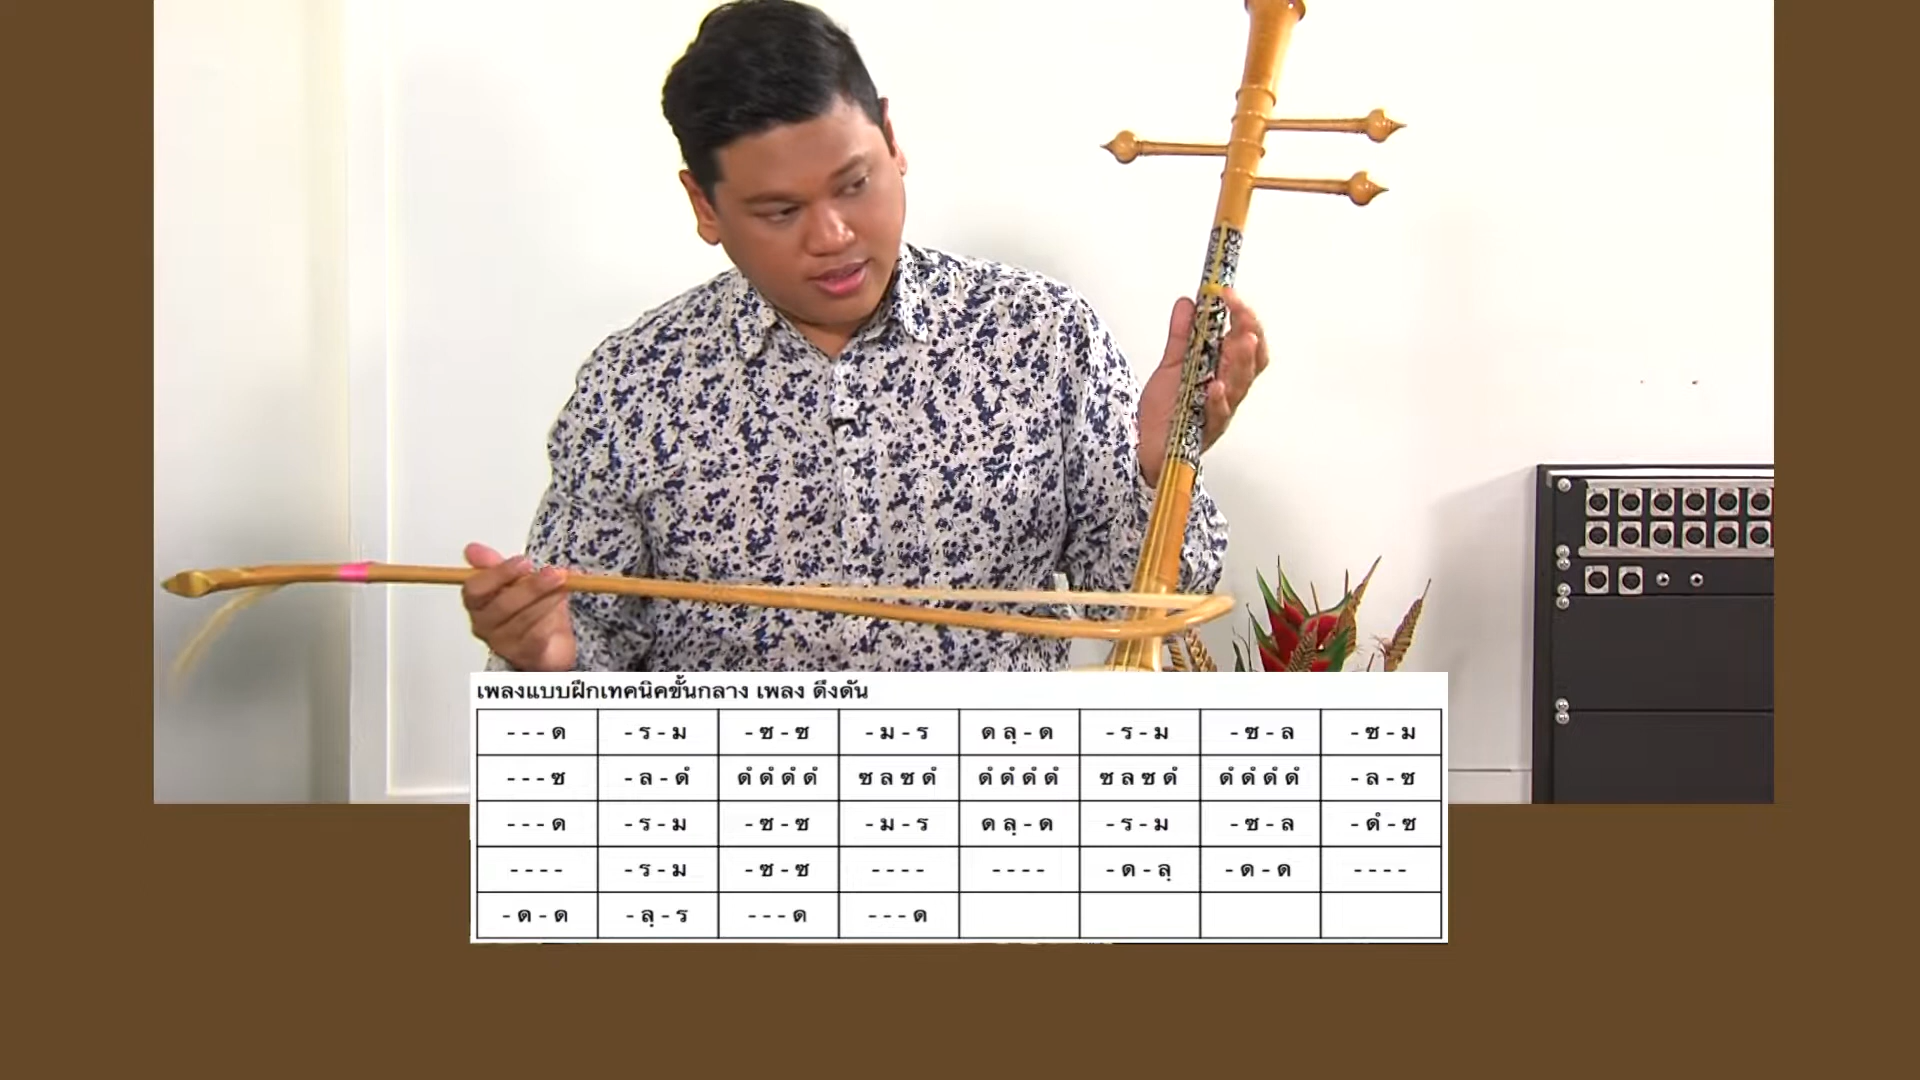 เพลงแบบฝึกเทคนิคขั้นกลาง เพลง ดึงดัน
- - - ด - ร - ม - ซ - ซ - ม - ร ด ลฺ - ด - ร - ม - ซ - ล - ซ - ม
- - - ซ - ล - ดํ ดํ ดํ ดํ ดํ ซ ล ซ ดํ ดํ ดํ ดํ ดํ ซ ล ซ ดํ ดํ ดํ ดํ ดํ - ล - ซ
- - - ด - ร - ม - ซ - ซ - ม - ร ด ลฺ - ด - ร - ม - ซ - ล - ดํ - ซ
- - - - - ร - ม - ซ - ซ - - - - - - - - - ด - ลฺ - ด - ด - - - -
- ด - ด - ลฺ - ร - - - ด - - - ด